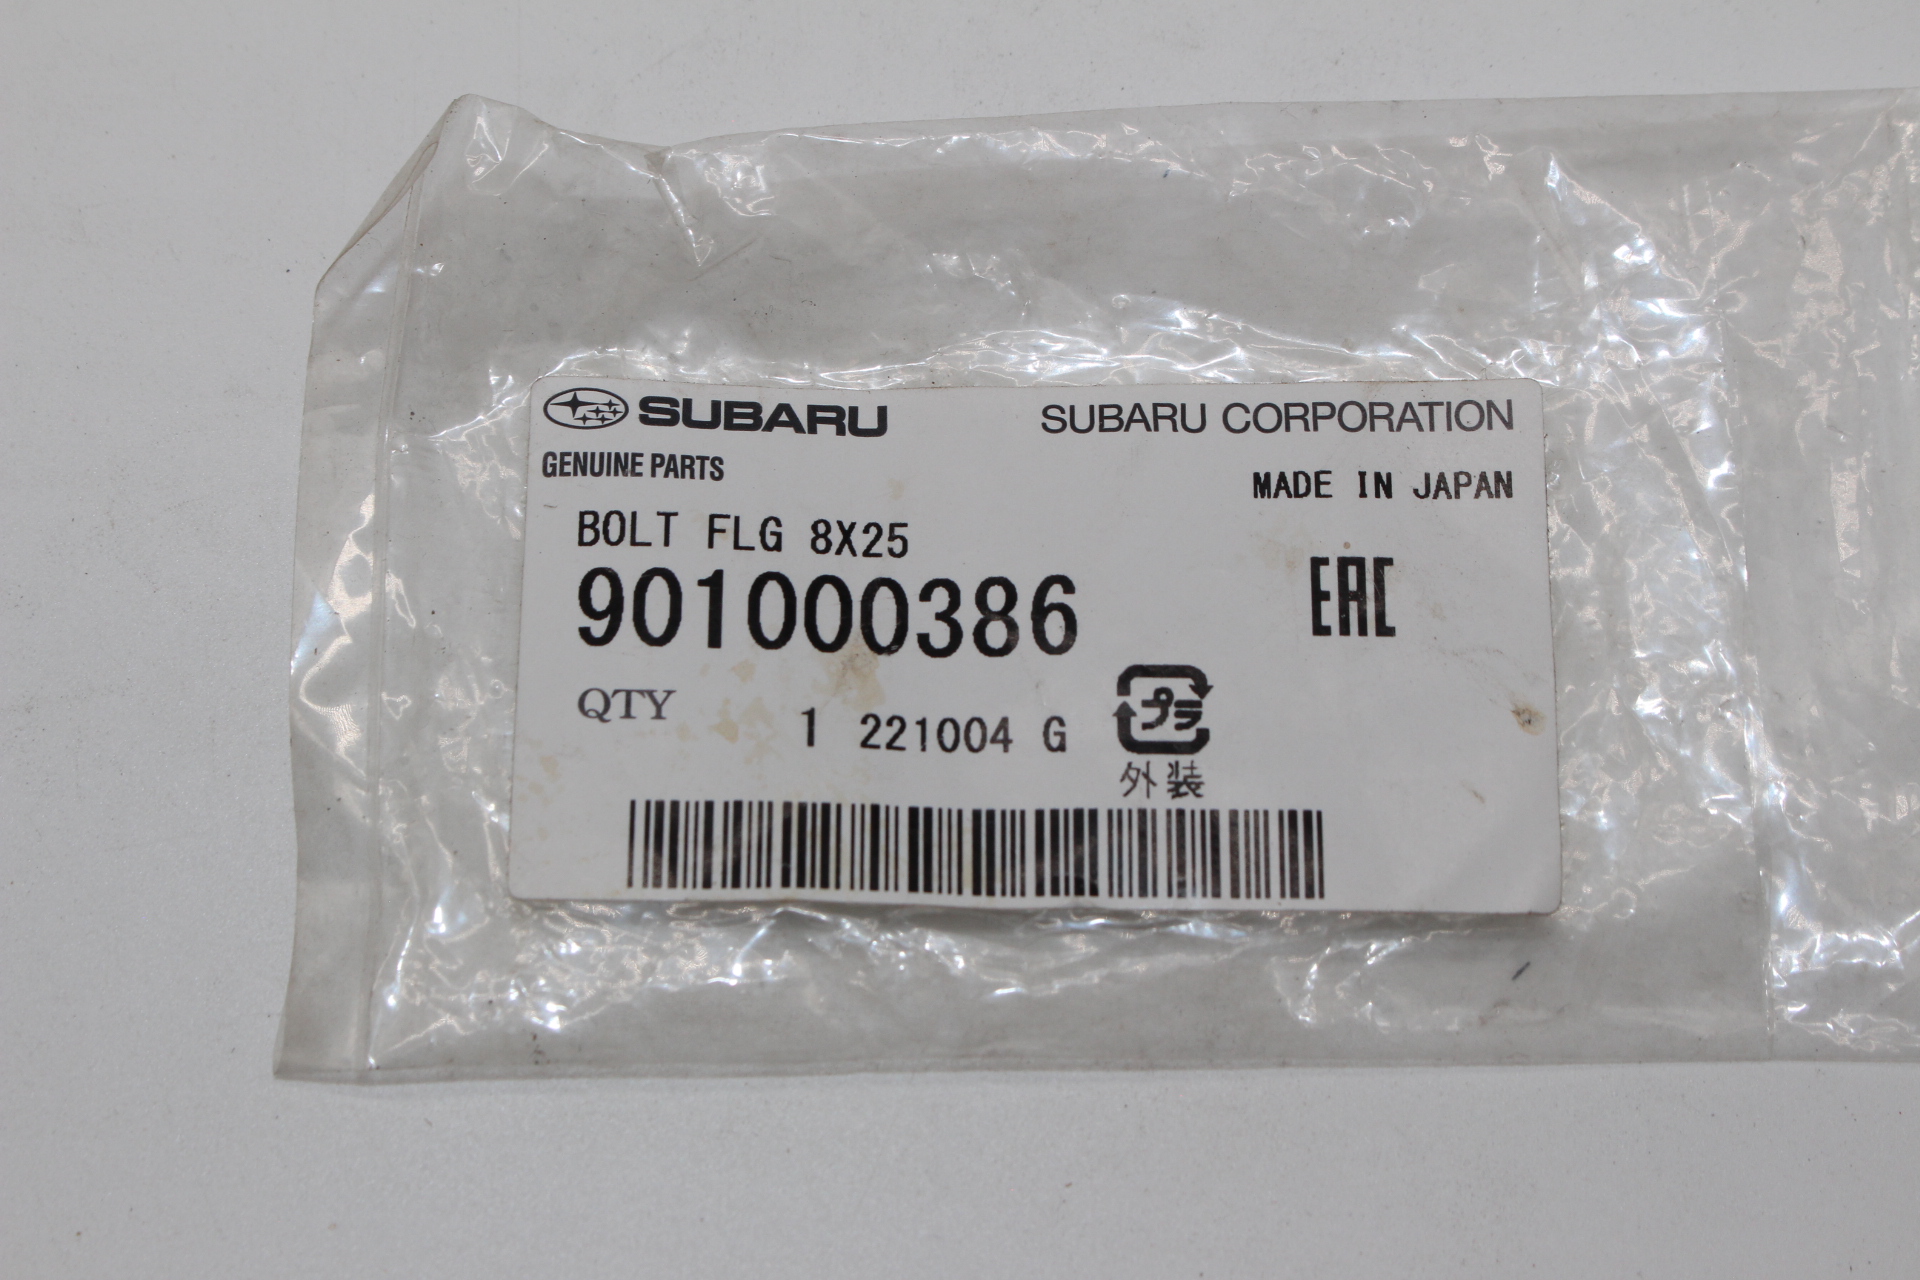 SUBARU SUBARU CORPORATION
GENUINE PARTS
MADE IN JAPAN
BOLT FLG 8X25
901000386
EAC
QTY 1 221004 G
プラ
外装